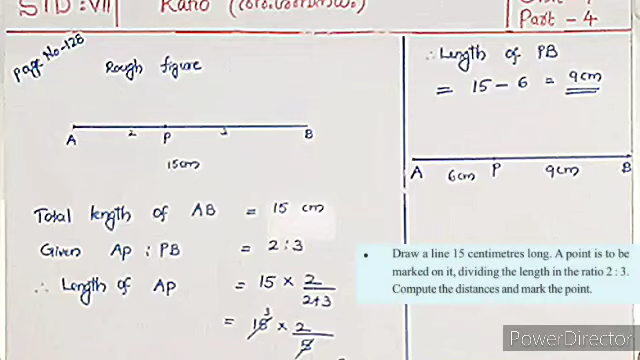 STD : VII
Ratio (അംശബന്ധം)
Part - 4
Page No-128
Rough figure
A 2 P 3 B
15cm
Total length of AB = 15 cm
Given AP : PB = 2 : 3
∴ Length of AP = 15 × 2/2+3
= 15 3 × 2/5
∴ Length of PB
= 15 - 6 = 9cm
A 6cm P 9cm B
• Draw a line 15 centimetres long. A point is to be
marked on it, dividing the length in the ratio 2 : 3.
Compute the distances and mark the point.
PowerDirector